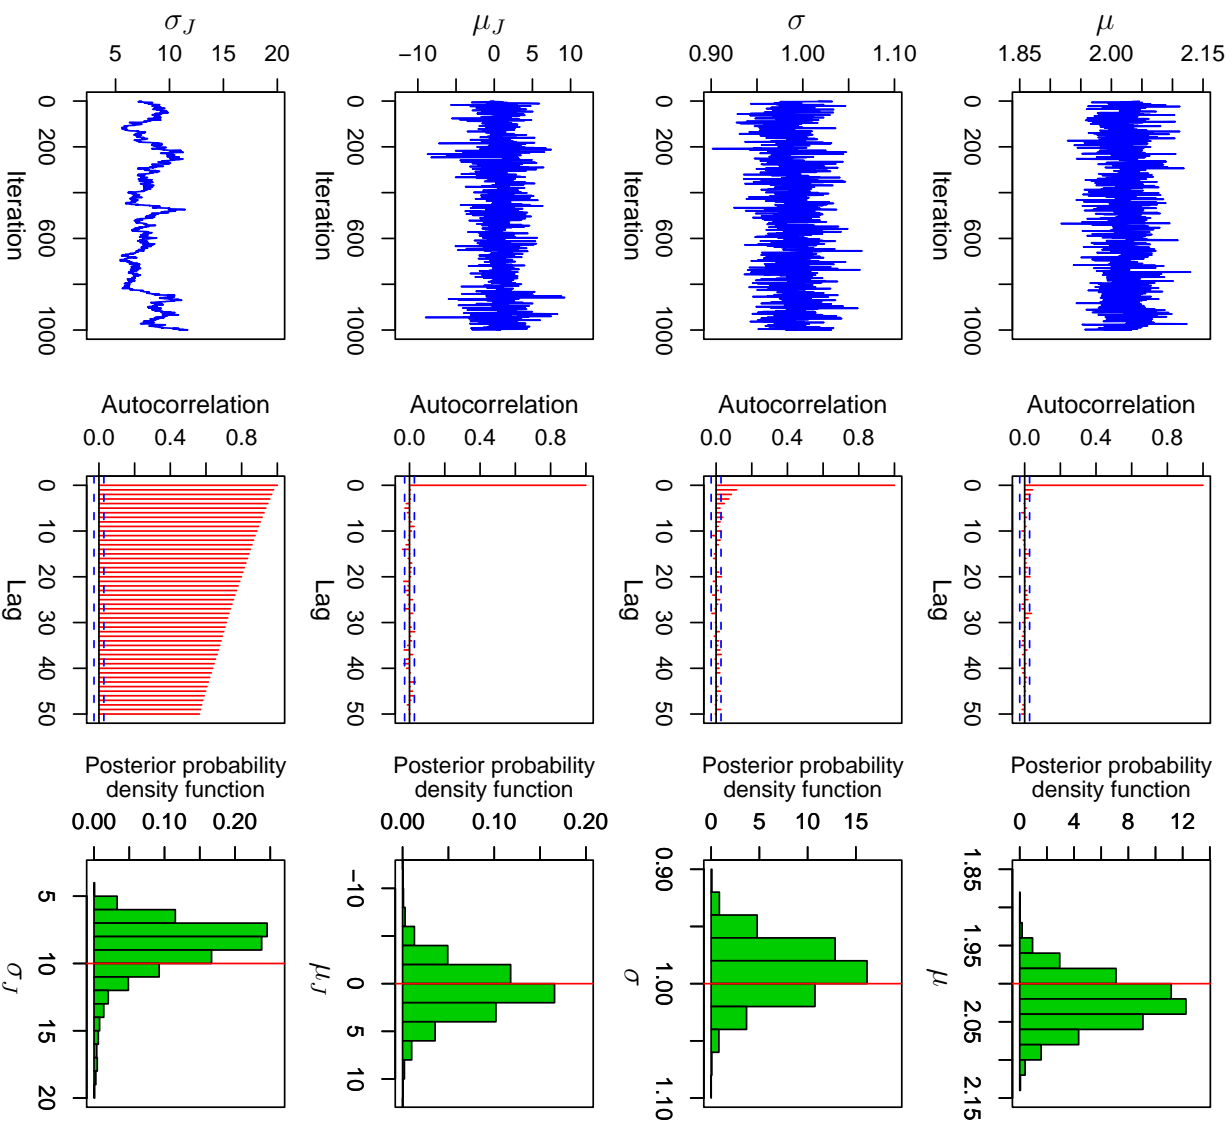 σJ
μJ
σ
μ
5 10 15 20
−10 0 5 10
0.90 1.00 1.10
1.85 2.00 2.15
0 200 600 1000
Iteration
0 200 600 1000
Iteration
0 200 600 1000
Iteration
0 200 600 1000
Iteration
Autocorrelation
Autocorrelation
Autocorrelation
Autocorrelation
0.0 0.4 0.8
0.0 0.4 0.8
0.0 0.4 0.8
0.0 0.4 0.8
0 10 20 30 40 50
Lag
0 10 20 30 40 50
Lag
0 10 20 30 40 50
Lag
0 10 20 30 40 50
Lag
Posterior probability
density function
Posterior probability
density function
Posterior probability
density function
Posterior probability
density function
0.00 0.10 0.20
0.00 0.10 0.20
0 5 10 15
0 4 8 12
5 10 15 20
σJ
−10 0 5 10
μJ
0.90 1.00 1.10
σ
1.85 1.95 2.05 2.15
μ